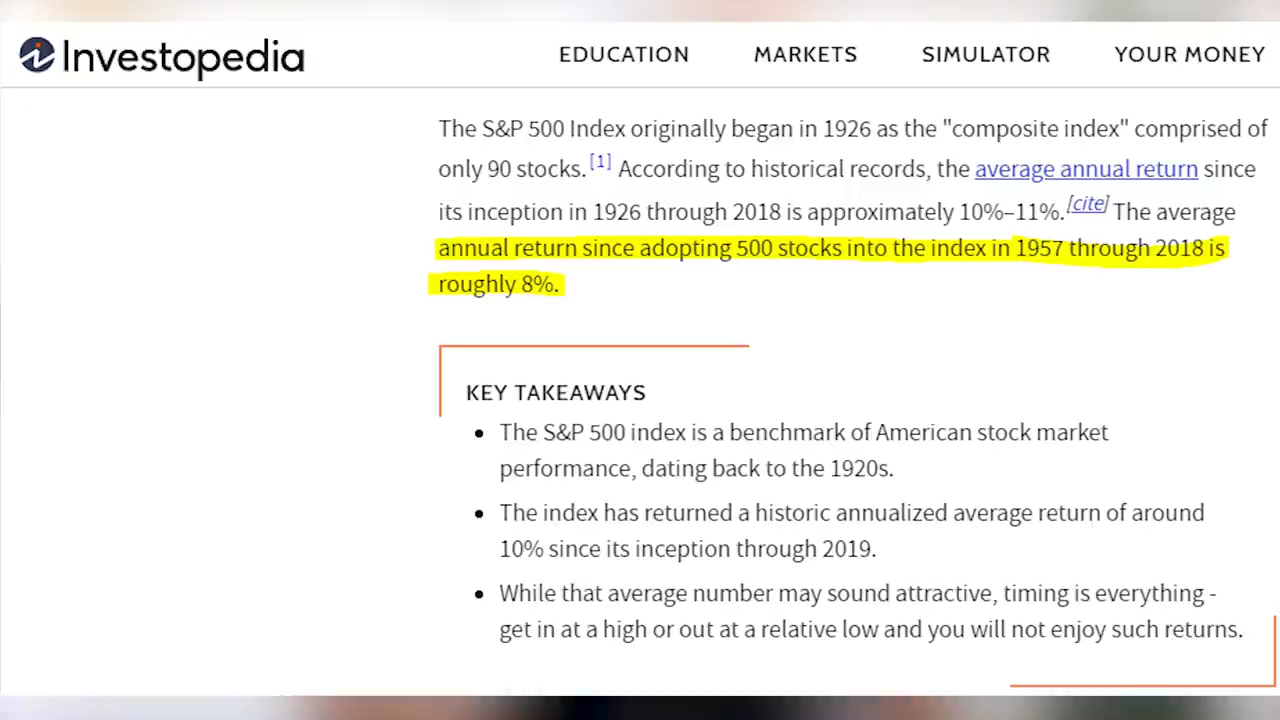 Investopedia
EDUCATION MARKETS SIMULATOR YOUR MONEY
The S&P 500 Index originally began in 1926 as the "composite index" comprised of
only 90 stocks.[1] According to historical records, the average annual return since
its inception in 1926 through 2018 is approximately 10%–11%.[cite] The average
annual return since adopting 500 stocks into the index in 1957 through 2018 is
roughly 8%.
KEY TAKEAWAYS
• The S&P 500 index is a benchmark of American stock market
performance, dating back to the 1920s.
• The index has returned a historic annualized average return of around
10% since its inception through 2019.
• While that average number may sound attractive, timing is everything -
get in at a high or out at a relative low and you will not enjoy such returns.